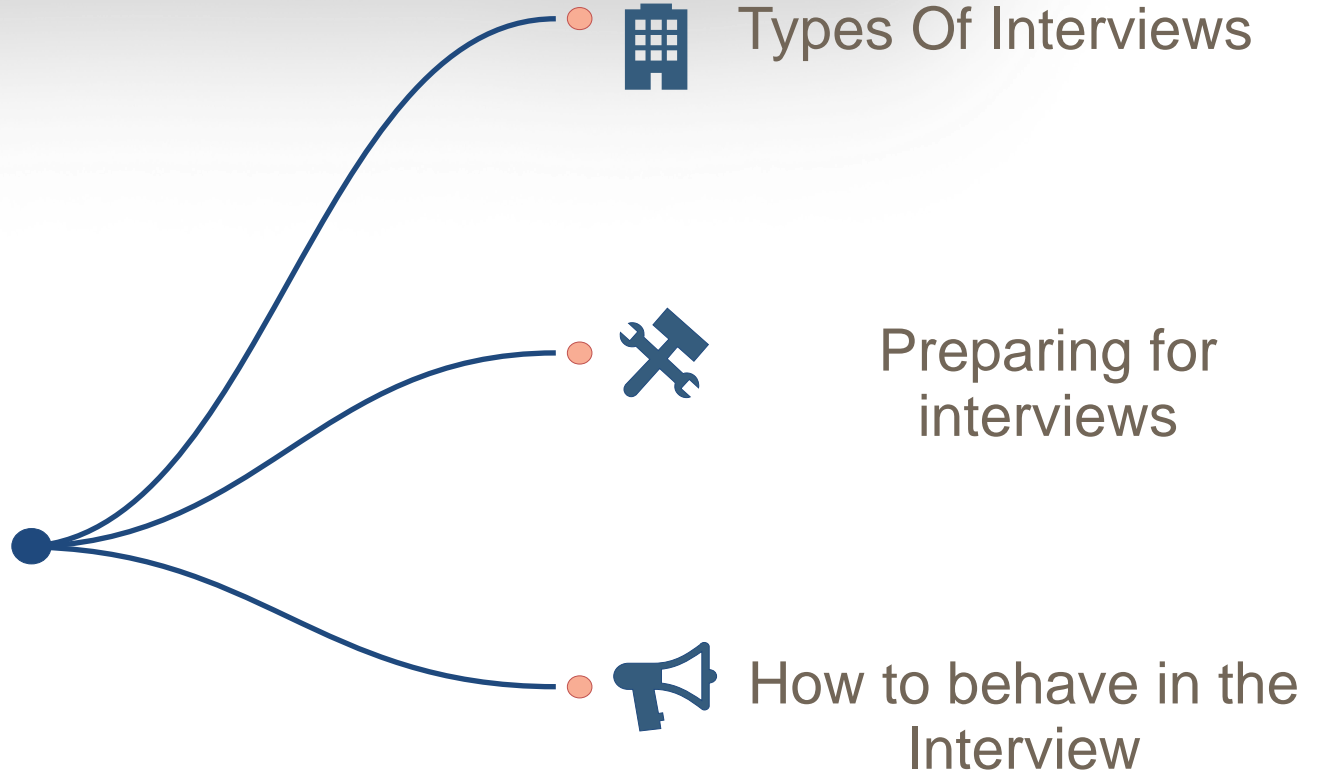 Types Of Interviews
Preparing for
interviews
How to behave in the
Interview